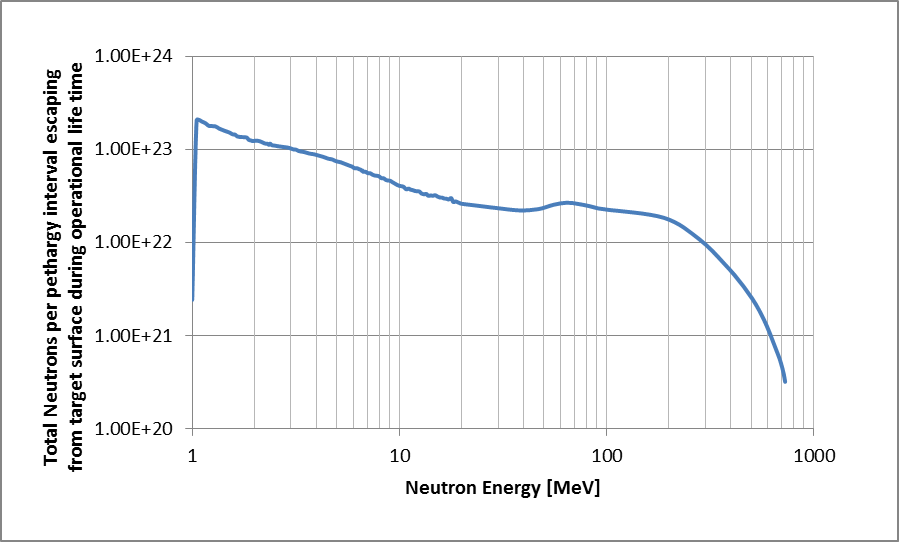 Total Neutrons per pethargy interval escaping
from target surface during operational life time
1.00E+24
1.00E+23
1.00E+22
1.00E+21
1.00E+20
1 10 100 1000
Neutron Energy [MeV]